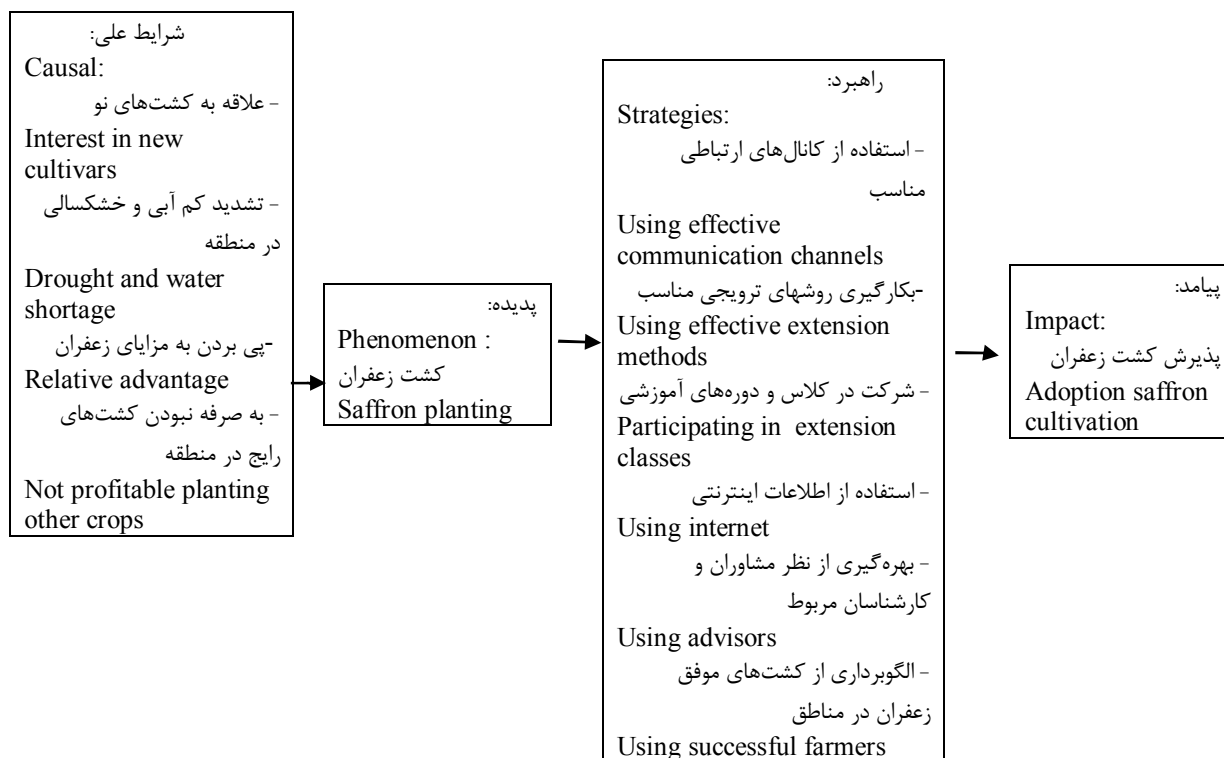 شرایط علی:
Causal:
- علاقه به کشت‌های نو
Interest in new
cultivars
- تشدید کم آبی و خشکسالی
در منطقه
Drought and water
shortage
-پی بردن به مزایای زعفران
Relative advantage
- به صرفه نبودن کشت‌های
رایج در منطقه
Not profitable planting
other crops
پدیده:
Phenomenon :
کشت زعفران
Saffron planting
راهبرد:
Strategies:
- استفاده از کانال‌های ارتباطی
مناسب
Using effective
communication channels
-بکارگیری روشهای ترویجی مناسب
Using effective extension
methods
- شرکت در کلاس و دوره‌های آموزشی
Participating in extension
classes
- استفاده از اطلاعات اینترنتی
Using internet
- بهره‌گیری از نظر مشاوران و
کارشناسان مربوط
Using advisors
- الگوبرداری از کشت‌های موفق
زعفران در مناطق
Using successful farmers
پیامد:
Impact:
پذیرش کشت زعفران
Adoption saffron
cultivation